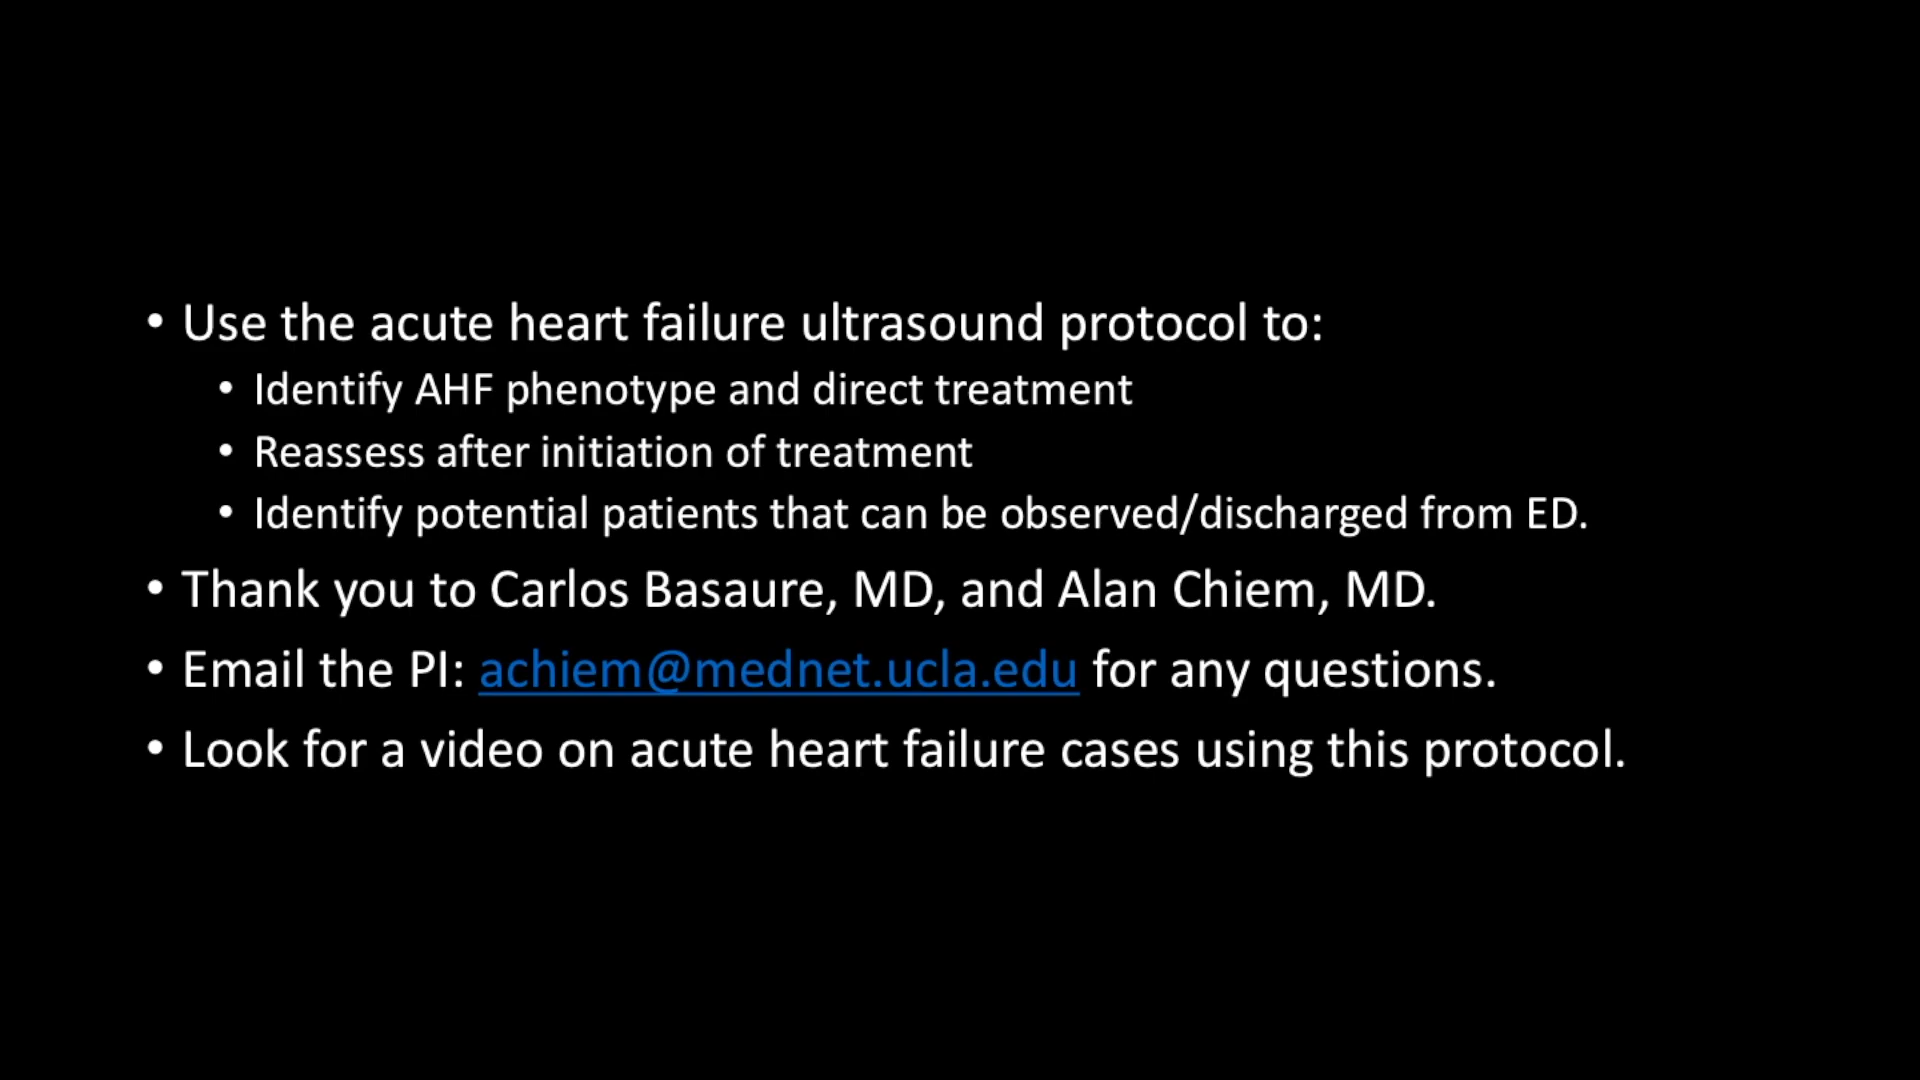 • Use the acute heart failure ultrasound protocol to:
• Identify AHF phenotype and direct treatment
• Reassess after initiation of treatment
• Identify potential patients that can be observed/discharged from ED.
• Thank you to Carlos Basaure, MD, and Alan Chiem, MD.
• Email the PI: achiem@mednet.ucla.edu for any questions.
• Look for a video on acute heart failure cases using this protocol.